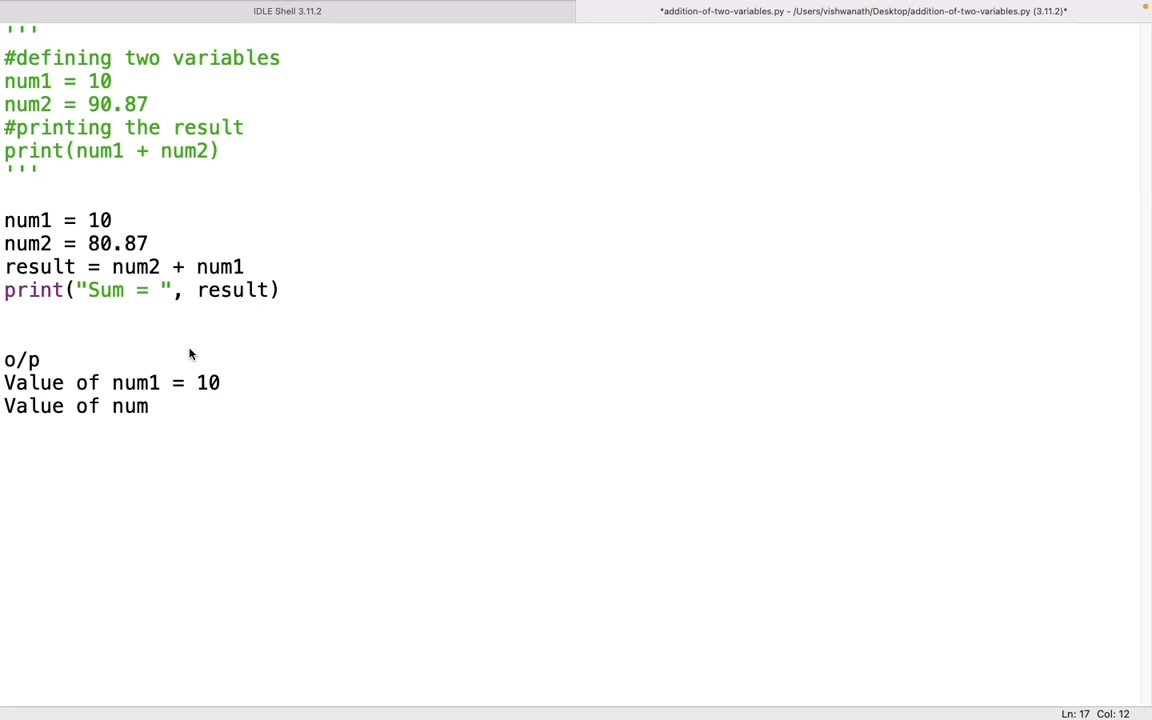 IDLE Shell 3.11.2
*addition-of-two-variables.py - /Users/vishwanath/Desktop/addition-of-two-variables.py (3.11.2)*
'''
#defining two variables
num1 = 10
num2 = 90.87
#printing the result
print(num1 + num2)
'''
num1 = 10
num2 = 80.87
result = num2 + num1
print("Sum = ", result)
o/p
Value of num1 = 10
Value of num
Ln: 17 Col: 12